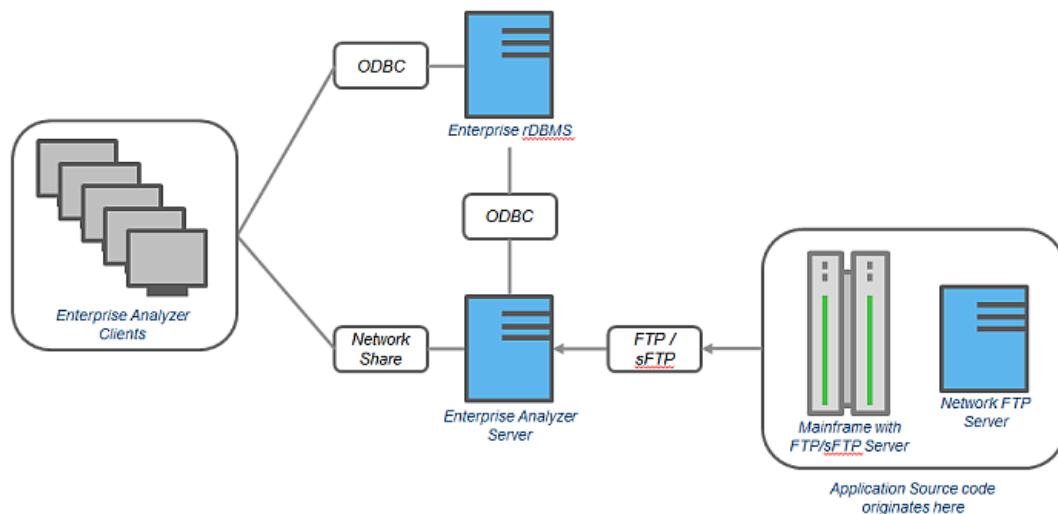 ODBC
Enterprise rDBMS
ODBC
Enterprise Analyzer
Clients
Network
Share
Enterprise Analyzer
Server
FTP /
sFTP
Mainframe with
FTP/sFTP Server
Network FTP
Server
Application Source code
originates here